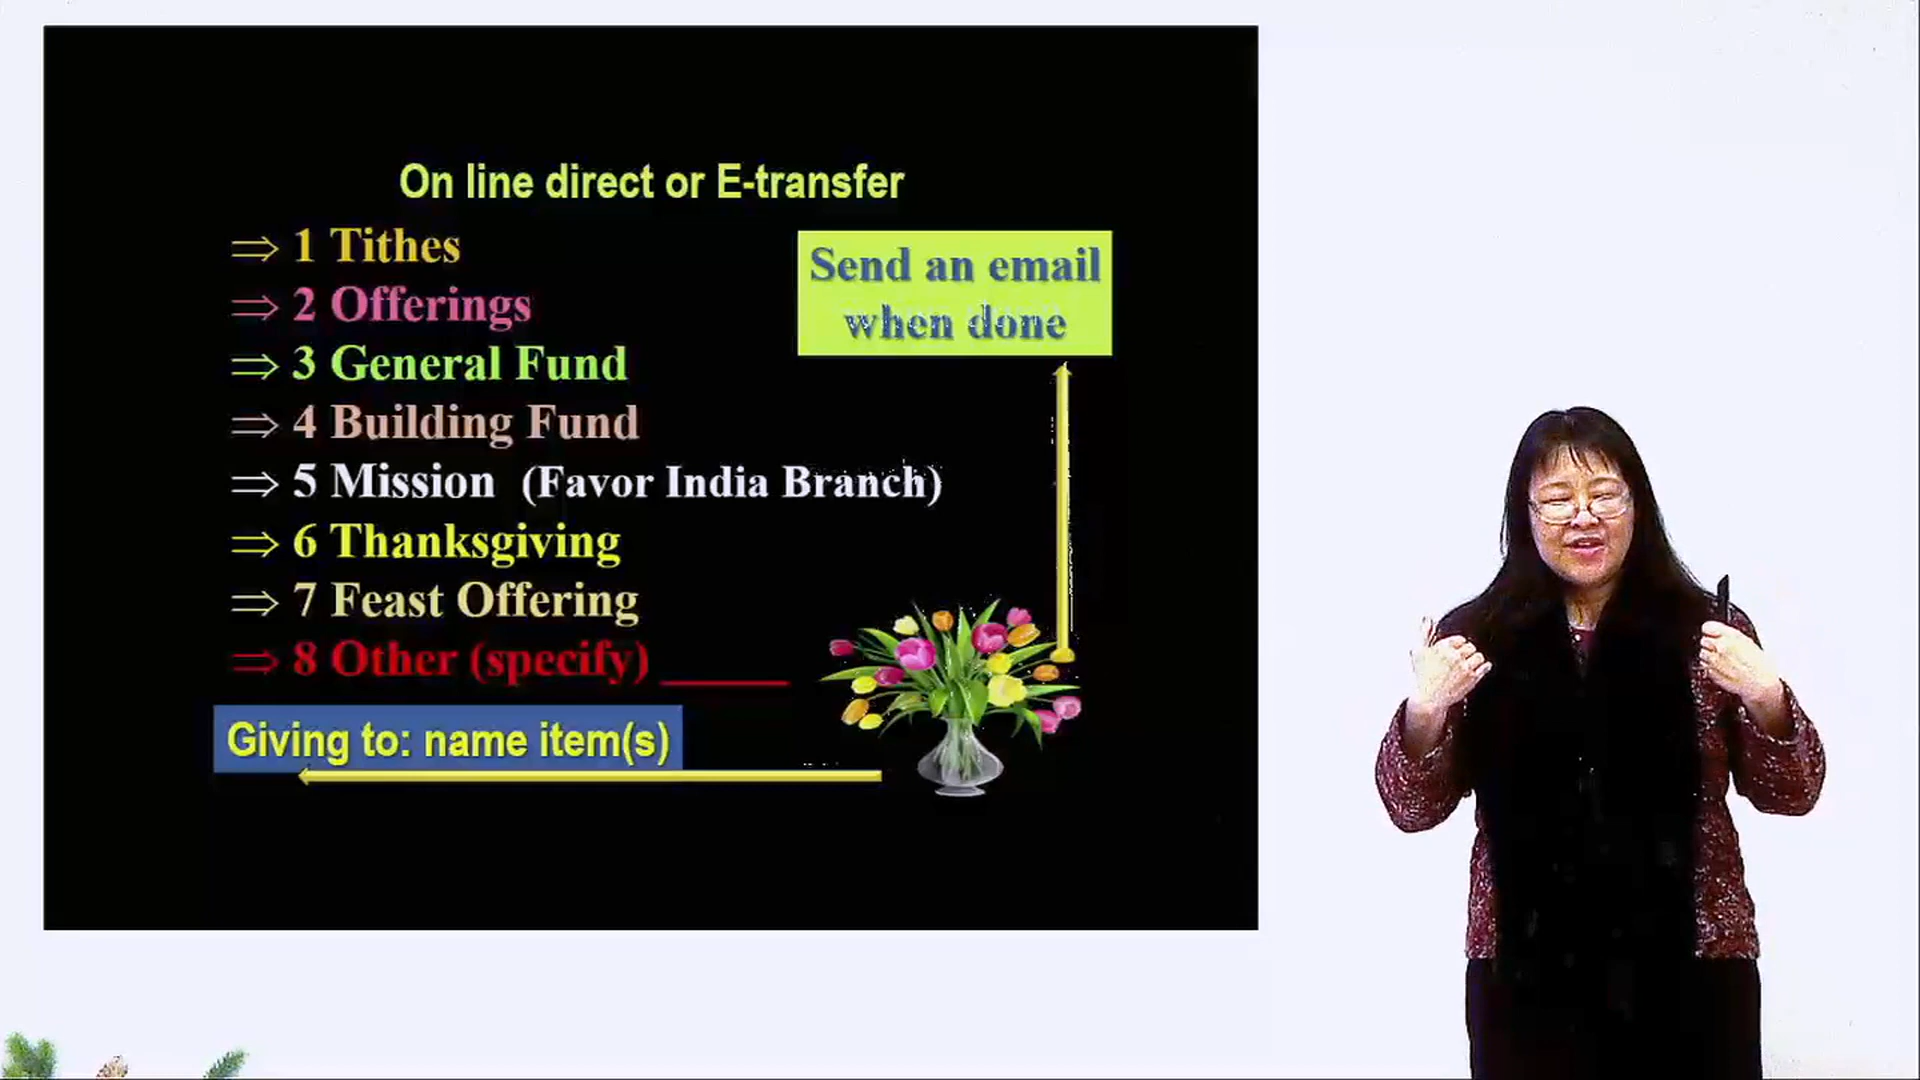 On line direct or E-transfer
⇒ 1 Tithes
⇒ 2 Offerings
⇒ 3 General Fund
⇒ 4 Building Fund
⇒ 5 Mission (Favor India Branch)
⇒ 6 Thanksgiving
⇒ 7 Feast Offering
⇒ 8 Other (specify) ______
Send an email
when done
Giving to: name item(s)